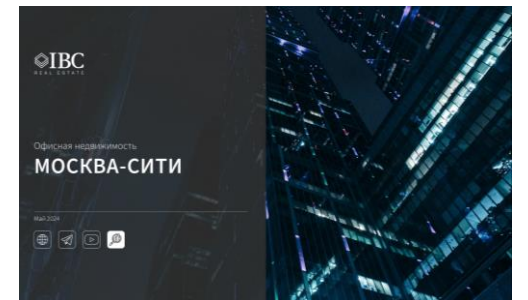 IBC
REAL ESTATE
Офисная недвижимость
МОСКВА-СИТИ
Май 2024